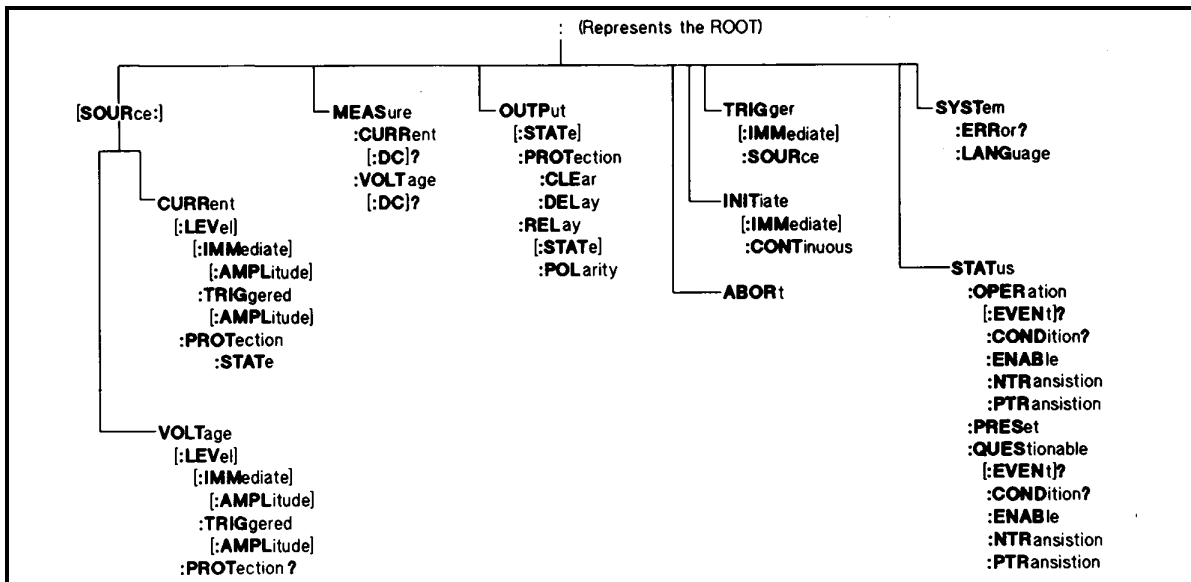 : (Represents the ROOT)
[SOURce:]
CURRent
[:LEVel]
[:IMMediate]
[:AMPLitude]
:TRIGgered
[:AMPLitude]
:PROTection
:STATe
VOLTage
[:LEVel]
[:IMMediate]
[:AMPLitude]
:TRIGgered
[:AMPLitude]
:PROTection?
MEASure
:CURRent
[:DC]?
:VOLTage
[:DC]?
OUTPut
[:STATe]
:PROTection
:CLEar
:DELay
:RELay
[:STATe]
:POLarity
TRIGger
[:IMMediate]
:SOURce
INITiate
[:IMMediate]
:CONTinuous
ABORt
SYSTem
:ERRor?
:LANGuage
STATus
:OPERation
[:EVENt]?
:CONDition?
:ENABle
:NTRansistion
:PTRansistion
:PRESet
:QUEStionable
[:EVENt]?
:CONDition?
:ENABle
:NTRansistion
:PTRansistion